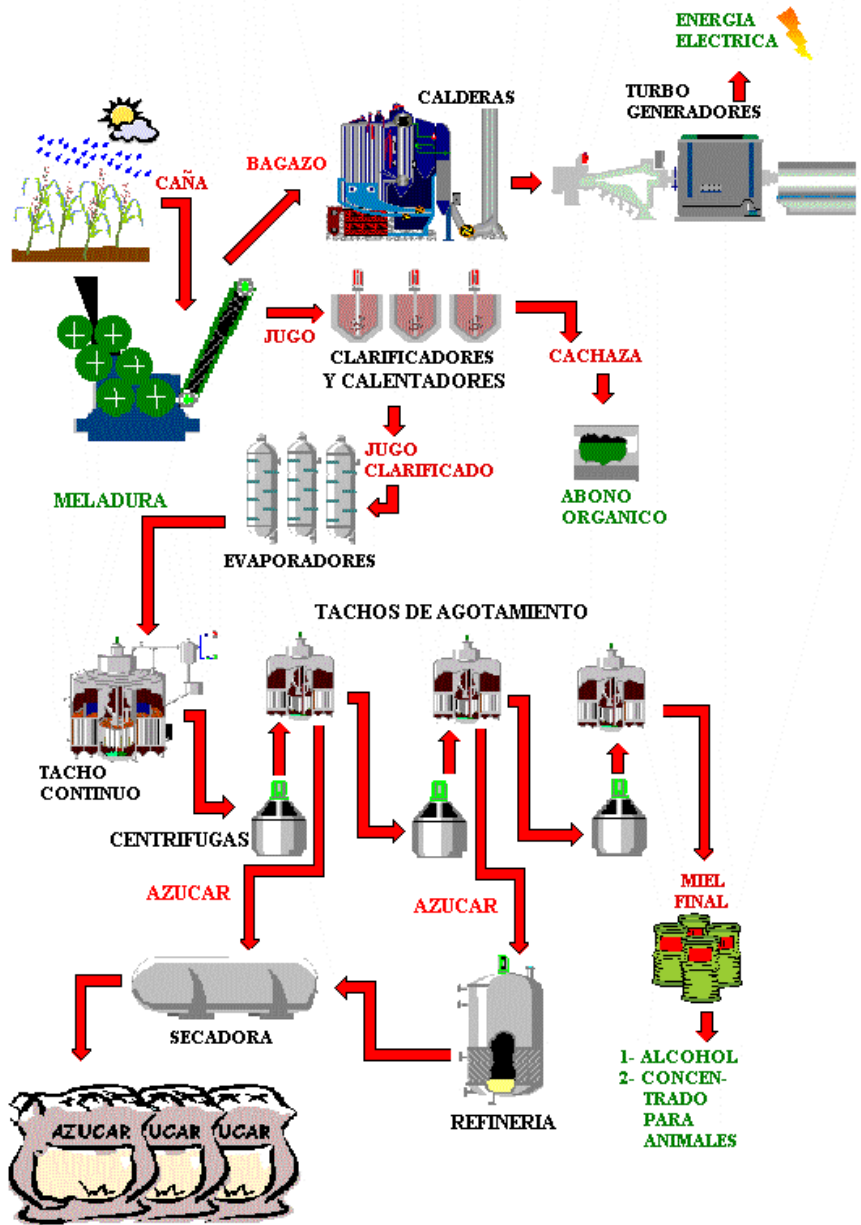 ENERGIA
ELECTRICA
CALDERAS
TURBO
GENERADORES
CAÑA
BAGAZO
JUGO
CLARIFICADORES
Y CALENTADORES
CACHAZA
JUGO
CLARIFICADO
ABONO
ORGANICO
MELADURA
EVAPORADORES
TACHOS DE AGOTAMIENTO
TACHO
CONTINUO
CENTRIFUGAS
AZUCAR
AZUCAR
MIEL
FINAL
SECADORA
REFINERIA
1- ALCOHOL
2- CONCEN-
TRADO
PARA
ANIMALES
AZUCAR UCAR UCAR